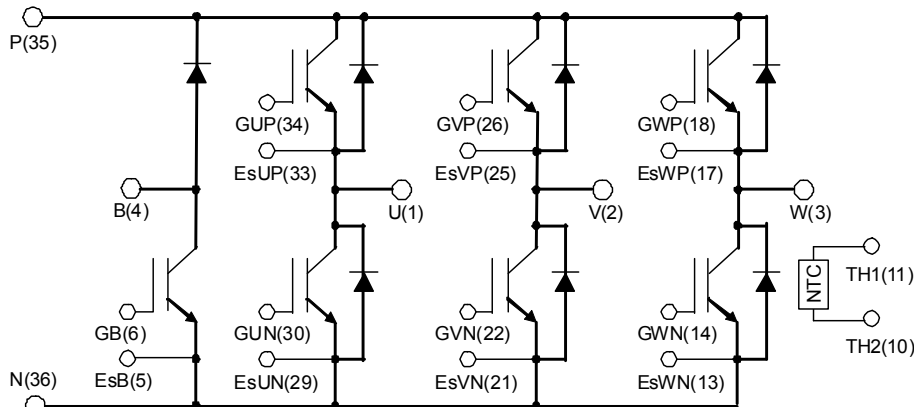 P(35)
GUP(34)
GVP(26)
GWP(18)
EsUP(33)
EsVP(25)
EsWP(17)
B(4)
U(1)
V(2)
W(3)
NTC
TH1(11)
GB(6)
GUN(30)
GVN(22)
GWN(14)
TH2(10)
N(36)
EsB(5)
EsUN(29)
EsVN(21)
EsWN(13)